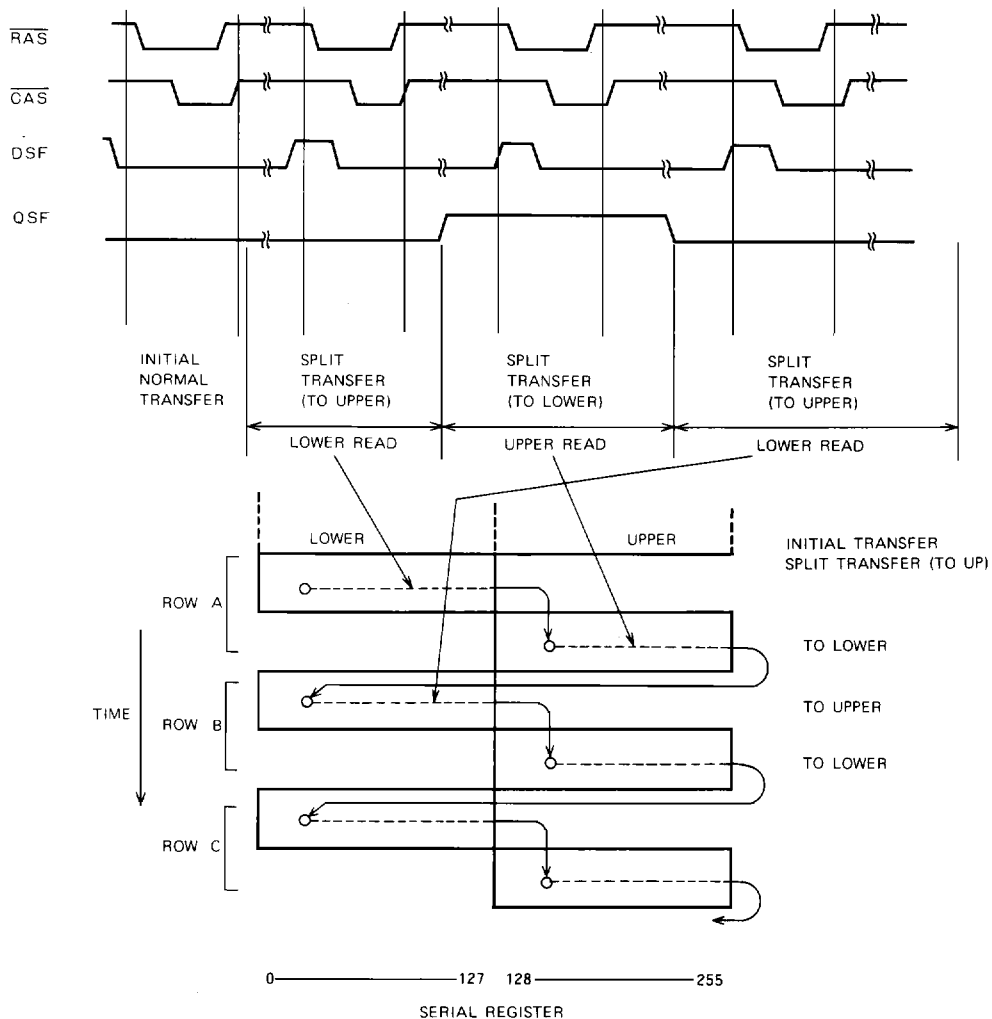 RAS
CAS
DSF
QSF
INITIAL
NORMAL
TRANSFER
SPLIT
TRANSFER
(TO UPPER)
SPLIT
TRANSFER
(TO LOWER)
SPLIT
TRANSFER
(TO UPPER)
LOWER READ
UPPER READ
LOWER READ
LOWER
UPPER
INITIAL TRANSFER
SPLIT TRANSFER (TO UP)
ROW A
TO LOWER
TIME
ROW B
TO UPPER
TO LOWER
ROW C
0 127 128 255
SERIAL REGISTER